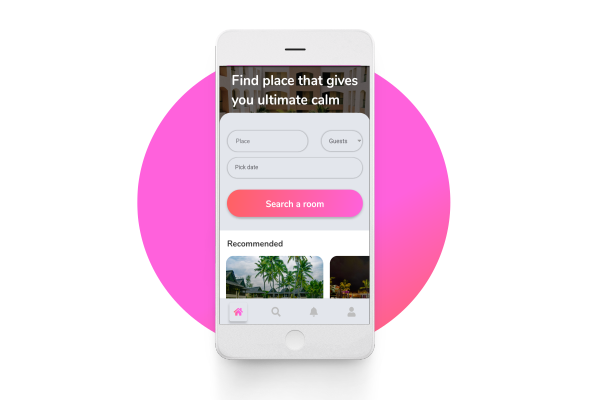 Find place that gives
you ultimate calm
Place
Guests
Pick date
Search a room
Recommended